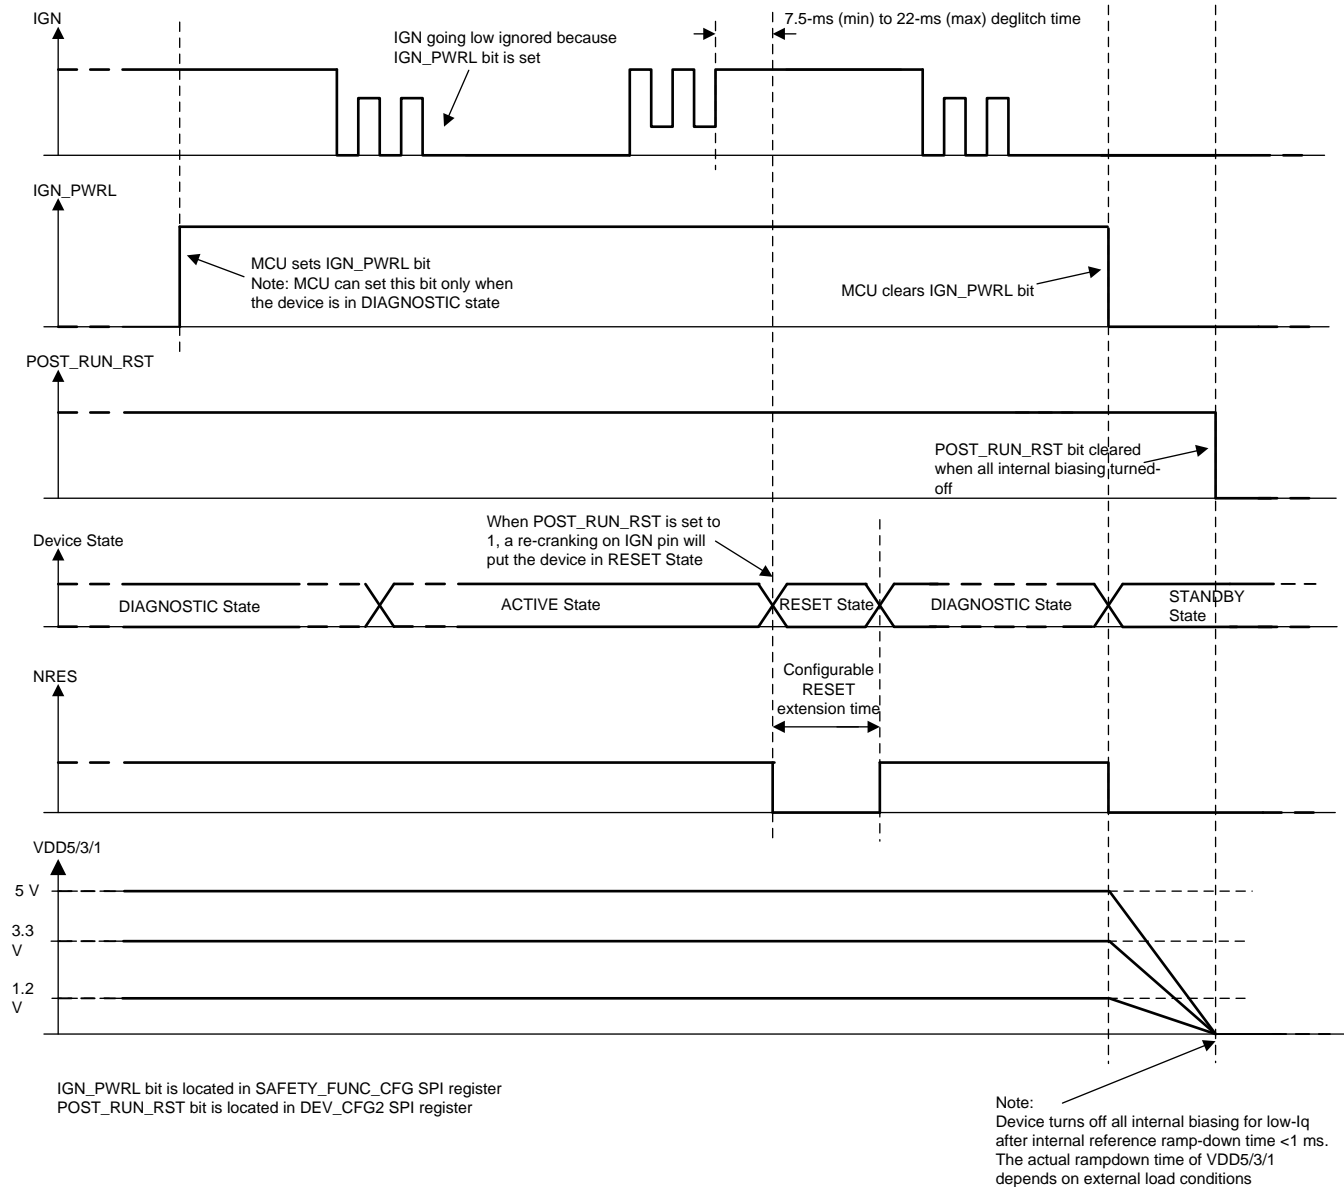 IGN
7.5-ms (min) to 22-ms (max) deglitch time
IGN going low ignored because
IGN_PWRL bit is set
IGN_PWRL
MCU sets IGN_PWRL bit
Note: MCU can set this bit only when
the device is in DIAGNOSTIC state
MCU clears IGN_PWRL bit
POST_RUN_RST
POST_RUN_RST bit cleared
when all internal biasing turned-
off
When POST_RUN_RST is set to
1, a re-cranking on IGN pin will
put the device in RESET State
Device State
DIAGNOSTIC State
ACTIVE State
RESET State
DIAGNOSTIC State
STANDBY
State
NRES
Configurable
RESET
extension time
VDD5/3/1
5 V
3.3
V
1.2
V
IGN_PWRL bit is located in SAFETY_FUNC_CFG SPI register
POST_RUN_RST bit is located in DEV_CFG2 SPI register
Note:
Device turns off all internal biasing for low-Iq
after internal reference ramp-down time <1 ms.
The actual rampdown time of VDD5/3/1
depends on external load conditions